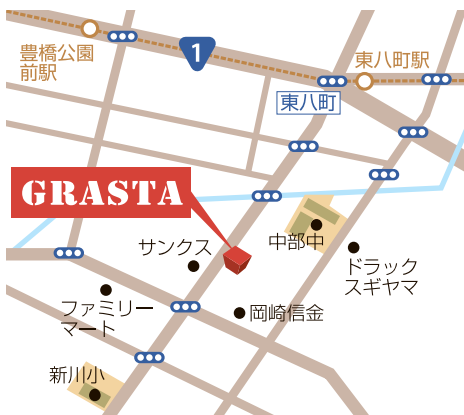 豊橋公園
前駅
1
東八町駅
東八町
GRASTA
サンクス
中部中
ドラック
スギヤマ
ファミリー
マート
岡崎信金
新川小